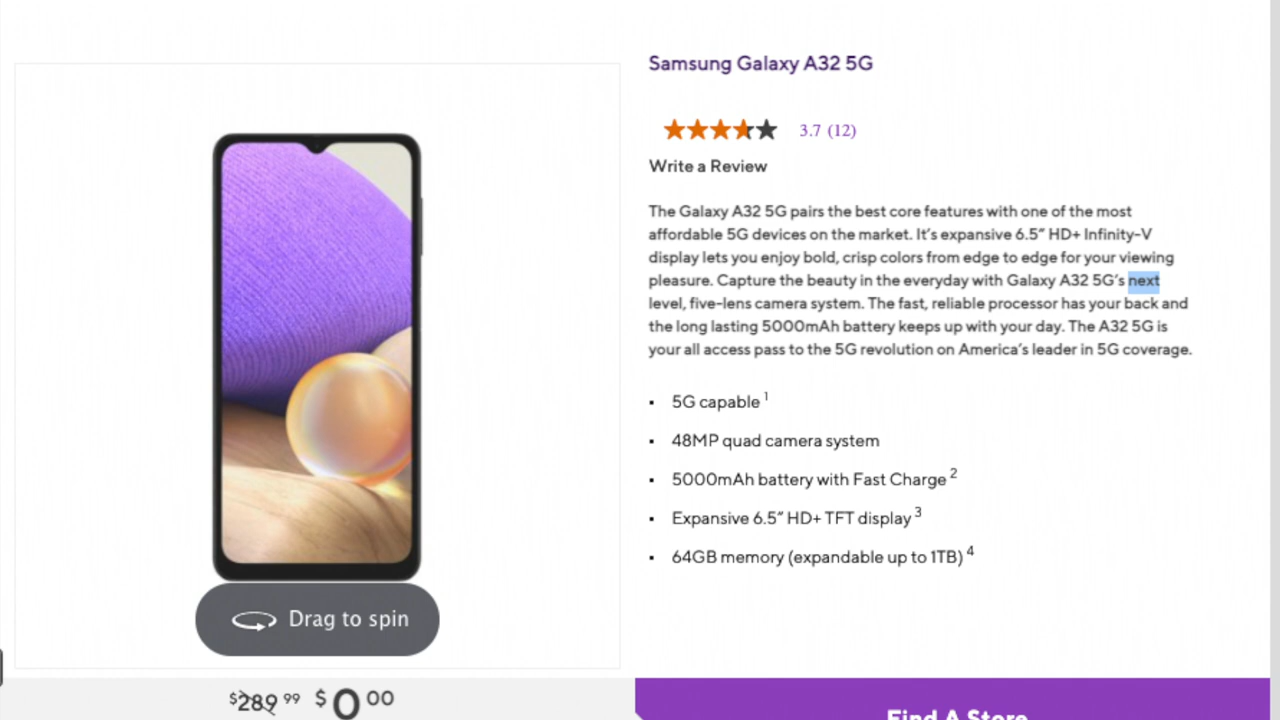 Samsung Galaxy A32 5G
3.7 (12)
Write a Review
The Galaxy A32 5G pairs the best core features with one of the most
affordable 5G devices on the market. It's expansive 6.5" HD+ Infinity-V
display lets you enjoy bold, crisp colors from edge to edge for your viewing
pleasure. Capture the beauty in the everyday with Galaxy A32 5G's next
level, five-lens camera system. The fast, reliable processor has your back and
the long lasting 5000mAh battery keeps up with your day. The A32 5G is
your all access pass to the 5G revolution on America's leader in 5G coverage.
▪ 5G capable 1
▪ 48MP quad camera system
▪ 5000mAh battery with Fast Charge 2
▪ Expansive 6.5" HD+ TFT display 3
▪ 64GB memory (expandable up to 1TB) 4
Drag to spin
$289 99 $0 00
Find A Store